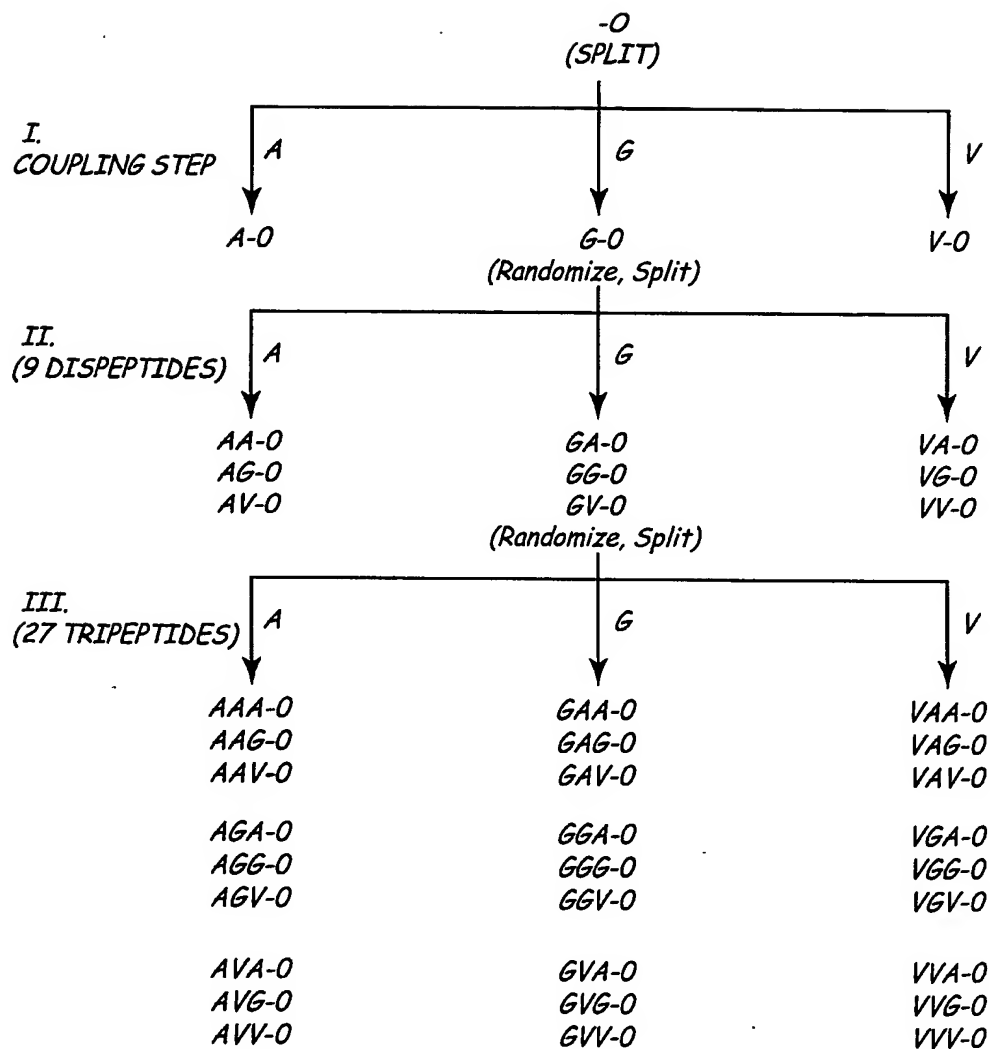 -O
(SPLIT)
I.
COUPLING STEP
A
G
V
A-O
G-O
V-O
(Randomize, Split)
II.
(9 DISPEPTIDES)
A
G
V
AA-O
GA-O
VA-O
AG-O
GG-O
VG-O
AV-O
GV-O
VV-O
(Randomize, Split)
III.
(27 TRIPEPTIDES)
A
G
V
AAA-O
GAA-O
VAA-O
AAG-O
GAG-O
VAG-O
AAV-O
GAV-O
VAV-O
AGA-O
GGA-O
VGA-O
AGG-O
GGG-O
VGG-O
AGV-O
GGV-O
VGV-O
AVA-O
GVA-O
VVA-O
AVG-O
GVG-O
VVG-O
AVV-O
GVV-O
VVV-O